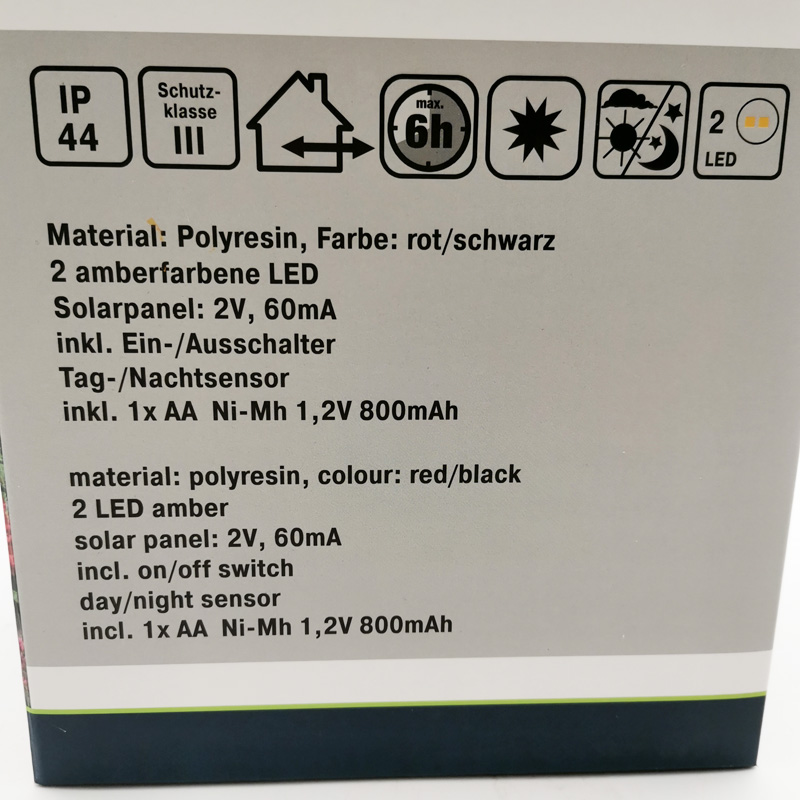 IP
44
Schutz-
klasse
III
max.
6h
2
LED
Material: Polyresin, Farbe: rot/schwarz
2 amberfarbene LED
Solarpanel: 2V, 60mA
inkl. Ein-/Ausschalter
Tag-/Nachtsensor
inkl. 1x AA Ni-Mh 1,2V 800mAh
material: polyresin, colour: red/black
2 LED amber
solar panel: 2V, 60mA
incl. on/off switch
day/night sensor
incl. 1x AA Ni-Mh 1,2V 800mAh